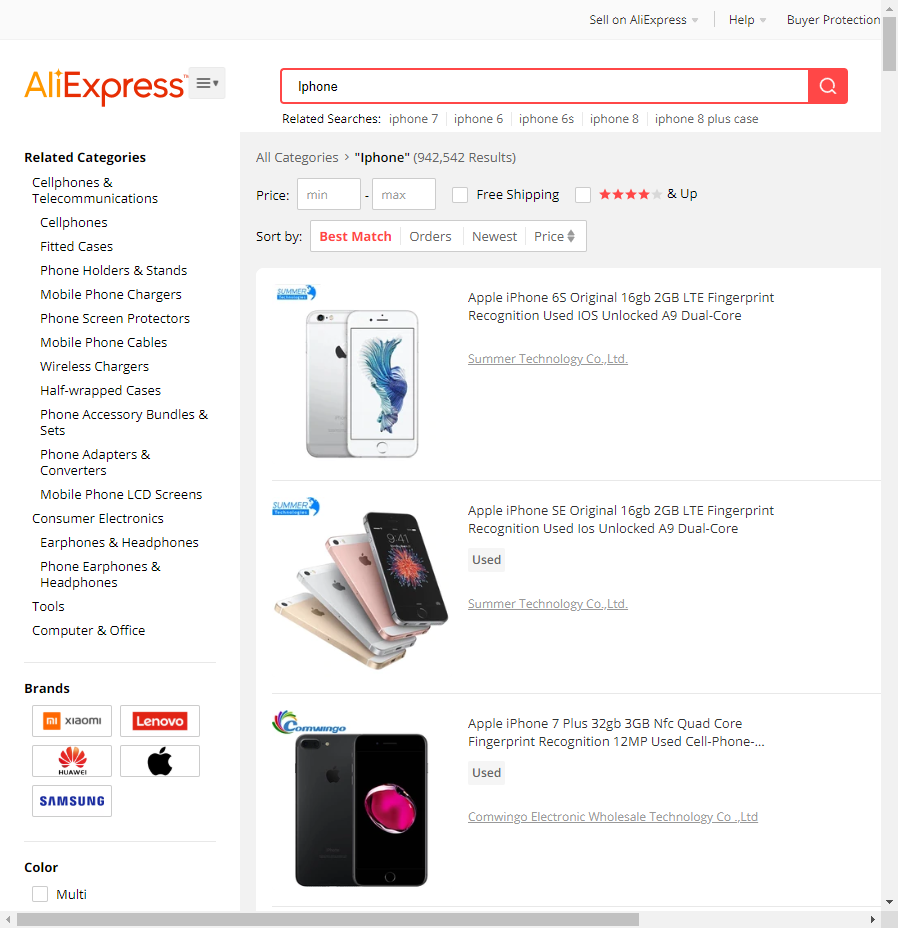 Sell on AliExpress
Help
Buyer Protection
AliExpress™
Iphone
Related Searches: iphone 7 iphone 6 iphone 6s iphone 8 iphone 8 plus case
Related Categories
Cellphones &
Telecommunications
Cellphones
Fitted Cases
Phone Holders & Stands
Mobile Phone Chargers
Phone Screen Protectors
Mobile Phone Cables
Wireless Chargers
Half-wrapped Cases
Phone Accessory Bundles &
Sets
Phone Adapters &
Converters
Mobile Phone LCD Screens
Consumer Electronics
Earphones & Headphones
Phone Earphones &
Headphones
Tools
Computer & Office
Brands
mi xiaomi
Lenovo
HUAWEI
SAMSUNG
Color
Multi
All Categories > "Iphone" (942,542 Results)
Price: min - max Free Shipping & Up
Sort by: Best Match Orders Newest Price
SUMMER
Technologies
Apple iPhone 6S Original 16gb 2GB LTE Fingerprint
Recognition Used IOS Unlocked A9 Dual-Core
Summer Technology Co.,Ltd.
SUMMER
Technologies
9:41
Apple iPhone SE Original 16gb 2GB LTE Fingerprint
Recognition Used Ios Unlocked A9 Dual-Core
Used
Summer Technology Co.,Ltd.
Comwingo
Apple iPhone 7 Plus 32gb 3GB Nfc Quad Core
Fingerprint Recognition 12MP Used Cell-Phone-...
Used
Comwingo Electronic Wholesale Technology Co .,Ltd